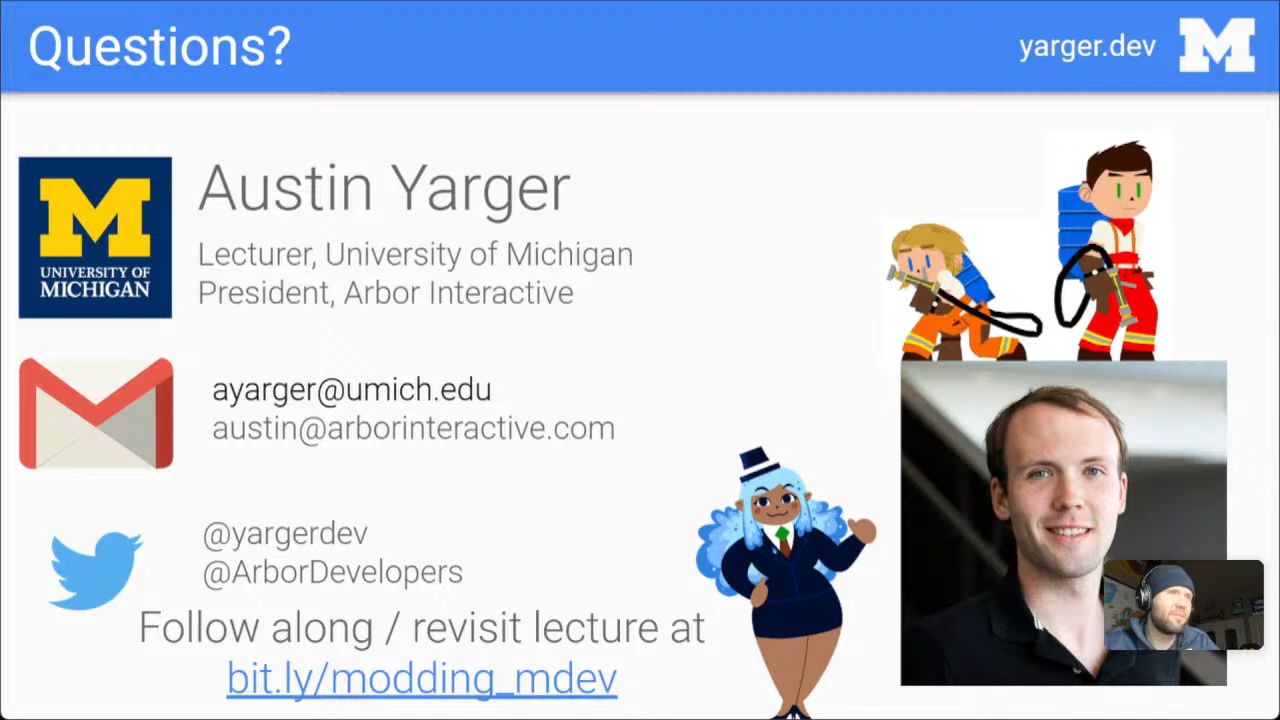 Questions?
yarger.dev
UNIVERSITY OF
MICHIGAN
Austin Yarger
Lecturer, University of Michigan
President, Arbor Interactive
ayarger@umich.edu
austin@arborinteractive.com
@yargerdev
@ArborDevelopers
Follow along / revisit lecture at
bit.ly/modding_mdev